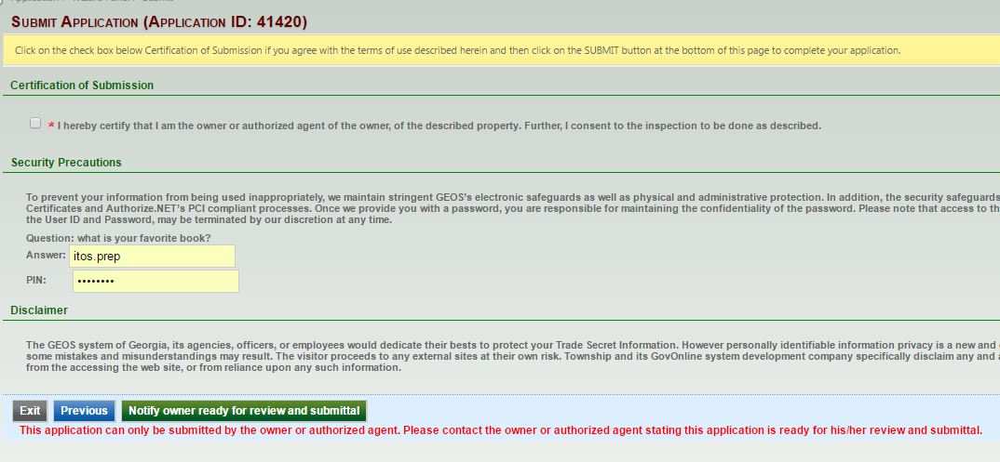 SUBMIT APPLICATION (APPLICATION ID: 41420)
Click on the check box below Certification of Submission if you agree with the terms of use described herein and then click on the SUBMIT button at the bottom of this page to complete your application.
Certification of Submission
* I hereby certify that I am the owner or authorized agent of the owner, of the described property. Further, I consent to the inspection to be done as described.
Security Precautions
To prevent your information from being used inappropriately, we maintain stringent GEOS's electronic safeguards as well as physical and administrative protection. In addition, the security safeguards
Certificates and Authorize.NET's PCI compliant processes. Once we provide you with a password, you are responsible for maintaining the confidentiality of the password. Please note that access to th
the User ID and Password, may be terminated by our discretion at any time.
Question: what is your favorite book?
Answer: itos.prep
PIN: ••••••••
Disclaimer
The GEOS system of Georgia, its agencies, officers, or employees would dedicate their bests to protect your Trade Secret Information. However personally identifiable information privacy is a new and
some mistakes and misunderstandings may result. The visitor proceeds to any external sites at their own risk. Township and its GovOnline system development company specifically disclaim any and
from the accessing the web site, or from reliance upon any such information.
Exit Previous Notify owner ready for review and submittal
This application can only be submitted by the owner or authorized agent. Please contact the owner or authorized agent stating this application is ready for his/her review and submittal.